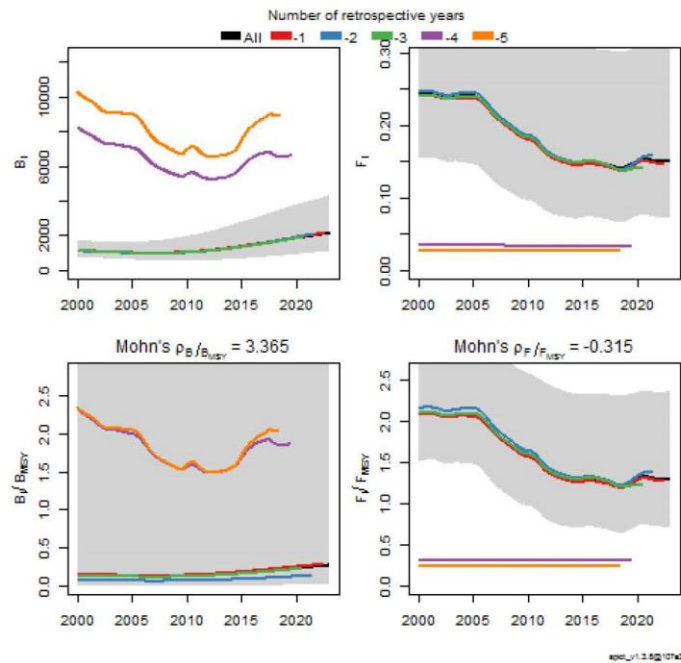 Number of retrospective years
All -1 -2 -3 -4 -5
Bt
0 2000 6000 10000
2000 2005 2010 2015 2020
Ft
0.00 0.10 0.20 0.30
2000 2005 2010 2015 2020
Mohn's ρB/BMSY = 3.365
Bt/BMSY
0.0 0.5 1.0 1.5 2.0 2.5
2000 2005 2010 2015 2020
Mohn's ρF/FMSY = -0.315
Ft/FMSY
0.0 0.5 1.0 1.5 2.0 2.5
2000 2005 2010 2015 2020